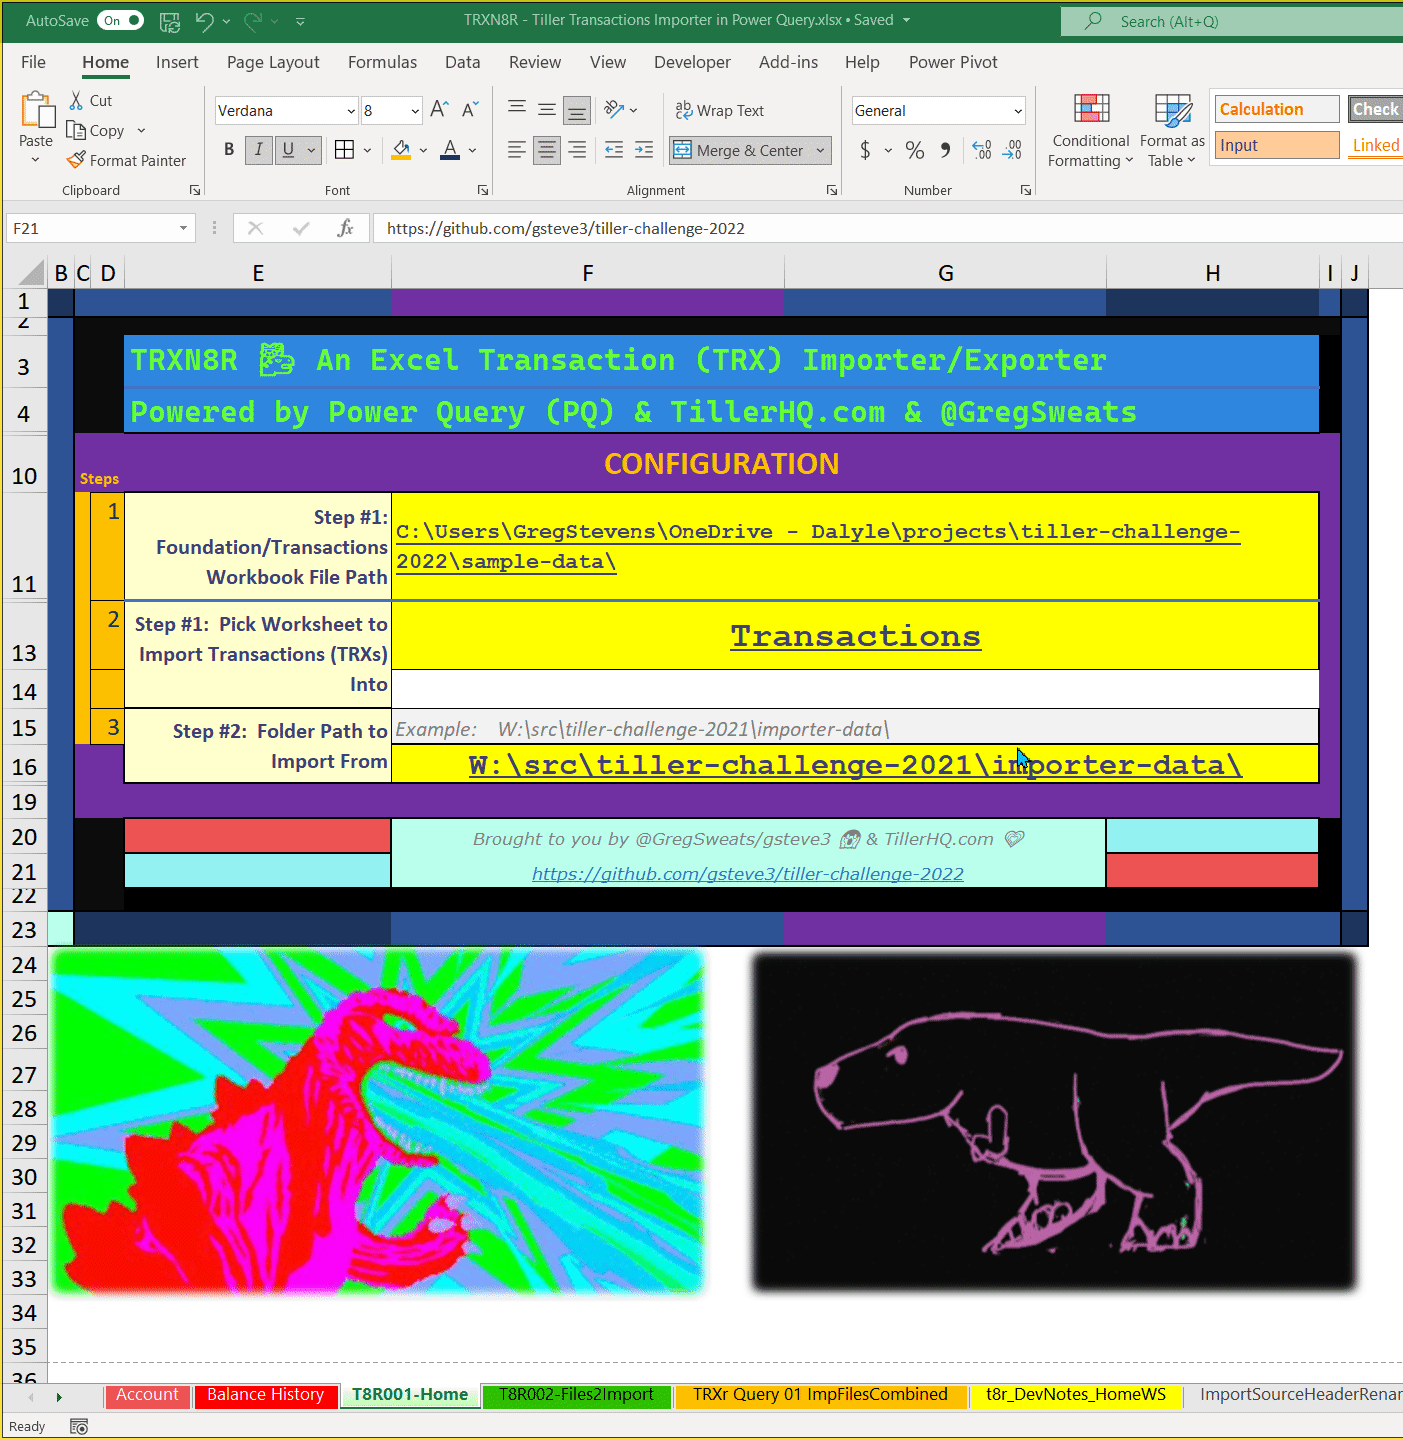 AutoSave On TRXN8R - Tiller Transactions Importer in Power Query.xlsx • Saved Search (Alt+Q)
File Home Insert Page Layout Formulas Data Review View Developer Add-ins Help Power Pivot
Paste
Cut
Copy
Format Painter
Clipboard
Verdana 8 A A
B I U A
Font
ab Wrap Text
Merge & Center
Alignment
General
$ % , .00 .00
Number
Conditional Formatting
Format as Table
Calculation Check
Input Linked
F21 fx https://github.com/gsteve3/tiller-challenge-2022
B C D E F G H I J
1
2
3 TRXN8R An Excel Transaction (TRX) Importer/Exporter
4 Powered by Power Query (PQ) & TillerHQ.com & @GregSweats
10 Steps CONFIGURATION
11 1 Step #1:
Foundation/Transactions
Workbook File Path
C:\Users\GregStevens\OneDrive - Dalyle\projects\tiller-challenge-
2022\sample-data\
13 2 Step #1: Pick Worksheet to
Import Transactions (TRXs)
Into
Transactions
14
15 3 Step #2: Folder Path to
Import From
Example: W:\src\tiller-challenge-2021\importer-data\
16 W:\src\tiller-challenge-2021\importer-data\
19
20 Brought to you by @GregSweats/gsteve3 & TillerHQ.com
21 https://github.com/gsteve3/tiller-challenge-2022
22
23
24
25
26
27
28
29
30
31
32
33
34
35
36
Account Balance History T8R001-Home T8R002-Files2Import TRXr Query 01 ImpFilesCombined t8r_DevNotes_HomeWS ImportSourceHeaderRenar
Ready